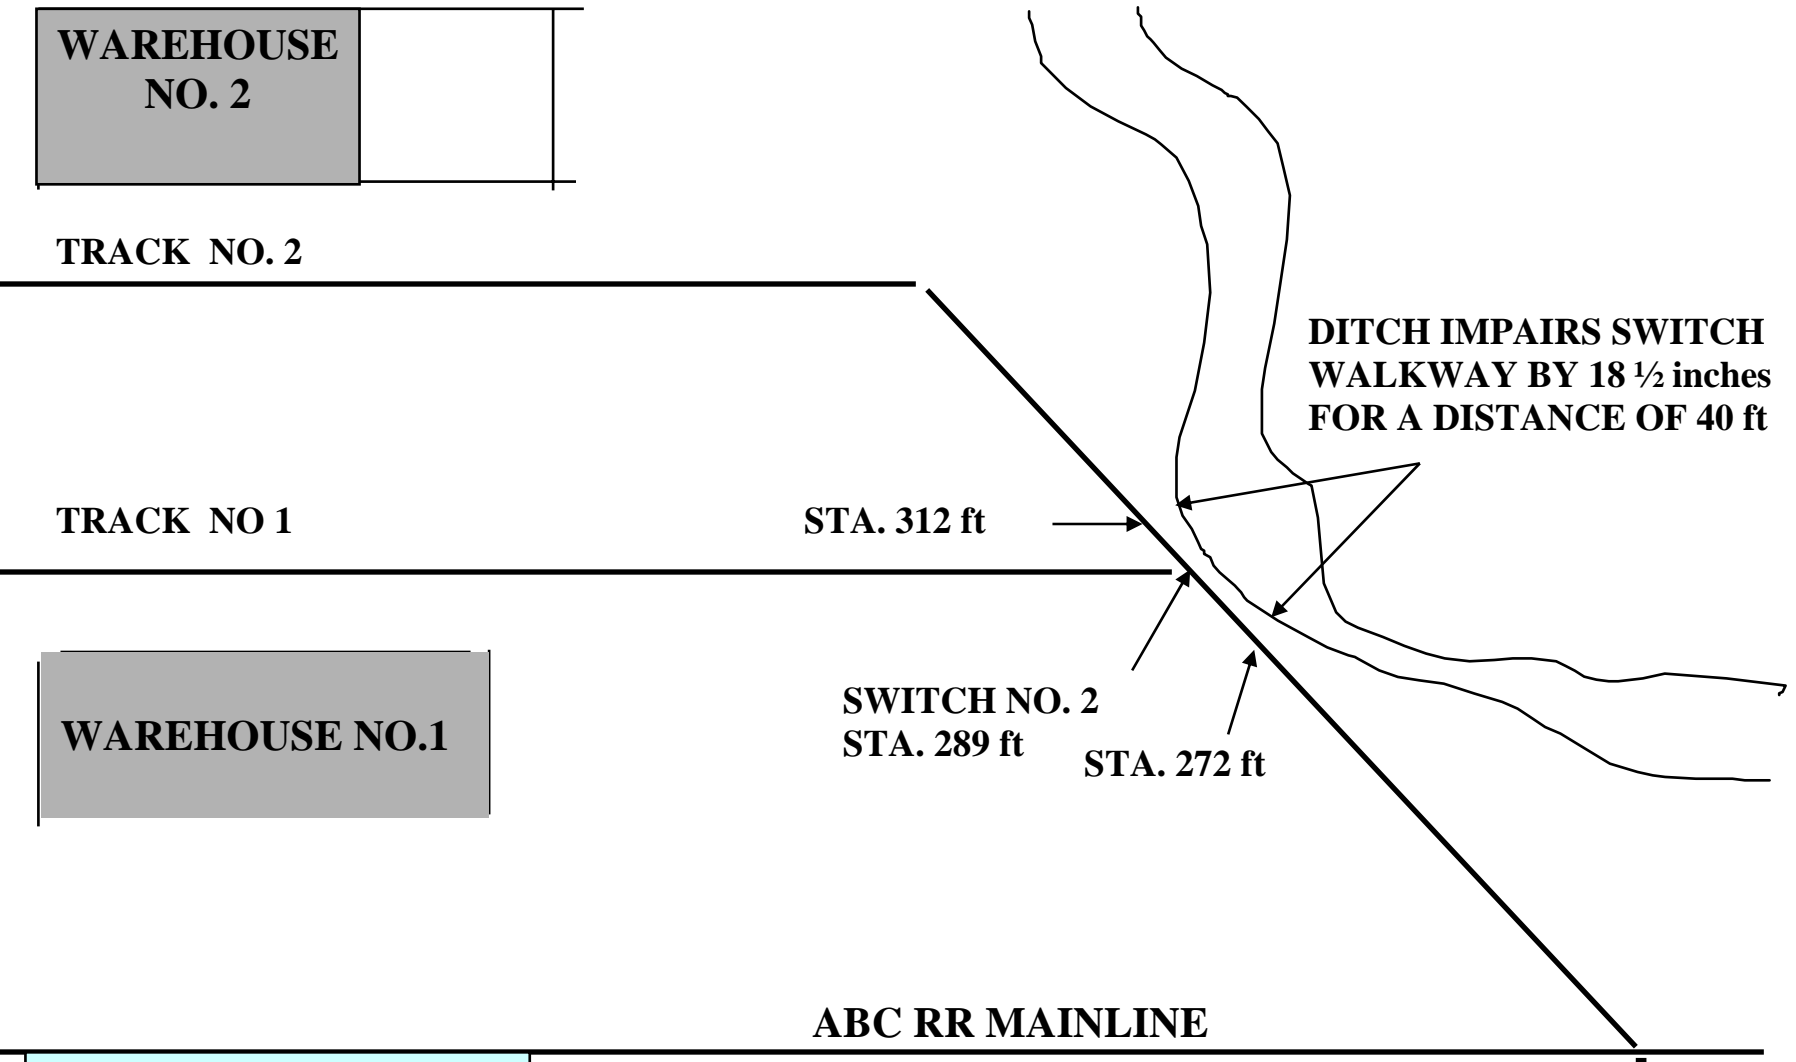 WAREHOUSE
NO. 2
TRACK NO. 2
DITCH IMPAIRS SWITCH
WALKWAY BY 18 ½ inches
FOR A DISTANCE OF 40 ft
TRACK NO 1
STA. 312 ft
SWITCH NO. 2
STA. 289 ft
STA. 272 ft
WAREHOUSE NO.1
ABC RR MAINLINE